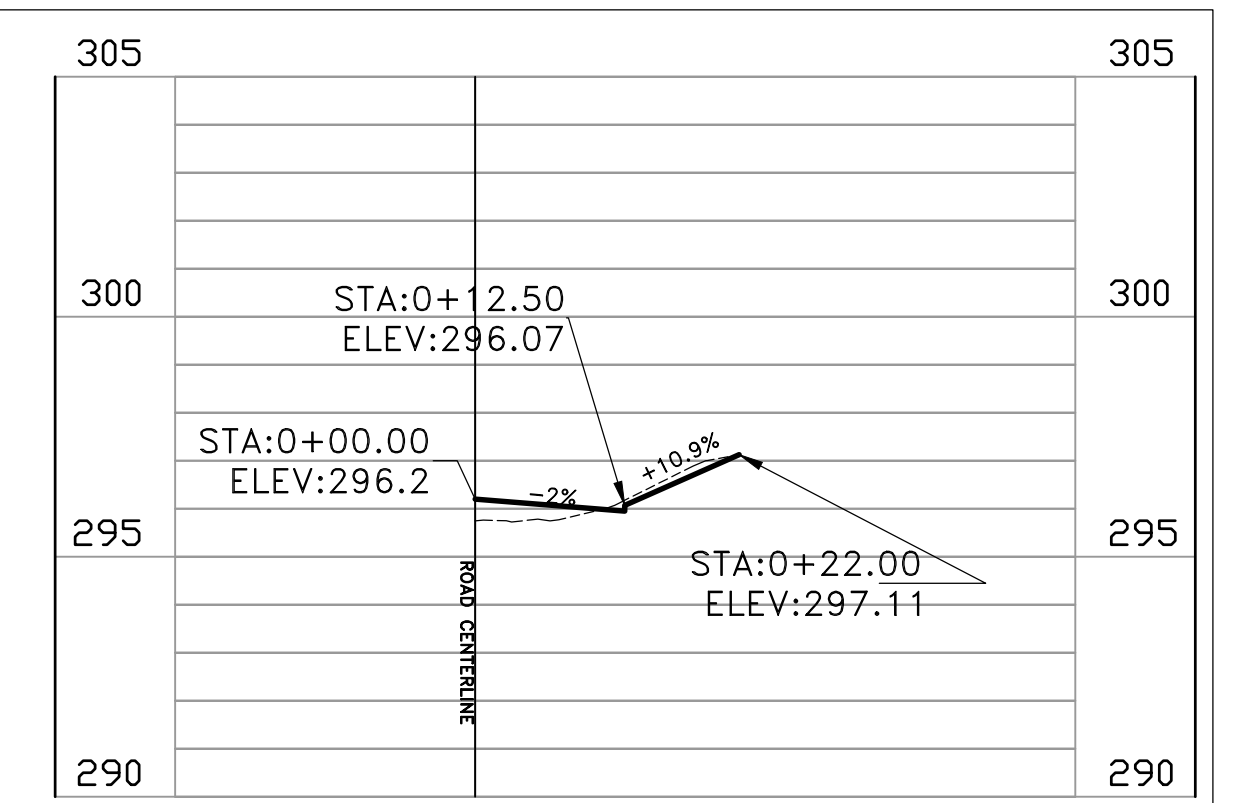 305
305
300
300
STA:0+12.50
ELEV:296.07
STA:0+00.00
ELEV:296.2
+10.9%
-2%
295
295
STA:0+22.00
ELEV:297.11
ROAD CENTERLINE
290
290